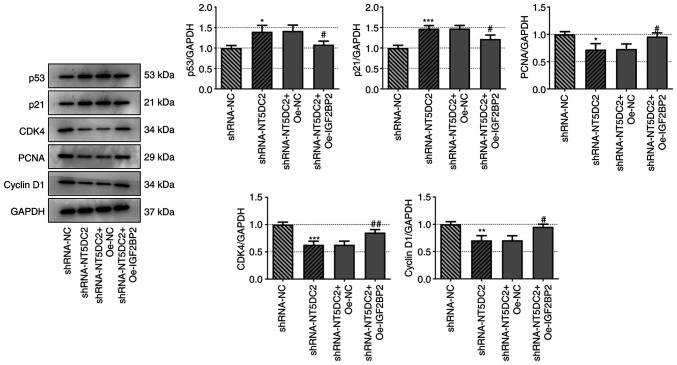 p53
53 kDa
p21
21 kDa
CDK4
34 kDa
PCNA
29 kDa
Cyclin D1
34 kDa
GAPDH
37 kDa
shRNA-NC
shRNA-NT5DC2
shRNA-NT5DC2+
Oe-NC
shRNA-NT5DC2+
Oe-IGF2BP2
p53/GAPDH
2.0
1.5
1.0
0.5
0.0
*
#
shRNA-NC
shRNA-NT5DC2
shRNA-NT5DC2+
Oe-NC
shRNA-NT5DC2+
Oe-IGF2BP2
p21/GAPDH
2.0
1.5
1.0
0.5
0.0
***
#
shRNA-NC
shRNA-NT5DC2
shRNA-NT5DC2+
Oe-NC
shRNA-NT5DC2+
Oe-IGF2BP2
PCNA/GAPDH
1.5
1.0
0.5
0.0
*
#
shRNA-NC
shRNA-NT5DC2
shRNA-NT5DC2+
Oe-NC
shRNA-NT5DC2+
Oe-IGF2BP2
CDK4/GAPDH
1.5
1.0
0.5
0.0
***
##
shRNA-NC
shRNA-NT5DC2
shRNA-NT5DC2+
Oe-NC
shRNA-NT5DC2+
Oe-IGF2BP2
Cyclin D1/GAPDH
1.5
1.0
0.5
0.0
**
#
shRNA-NC
shRNA-NT5DC2
shRNA-NT5DC2+
Oe-NC
shRNA-NT5DC2+
Oe-IGF2BP2